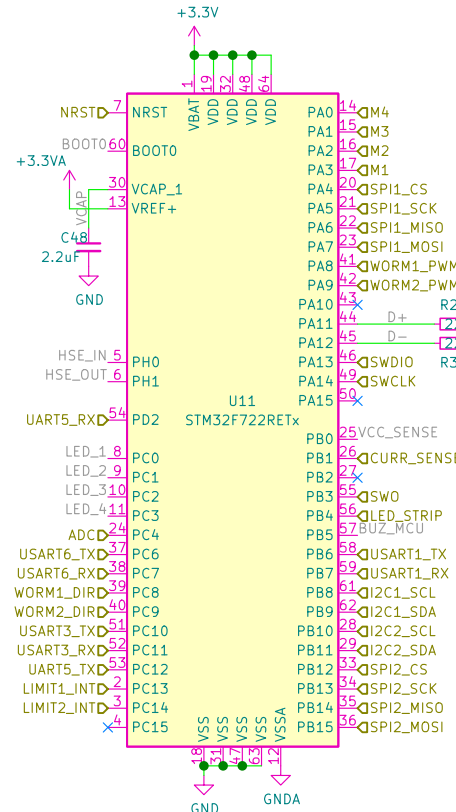 +3.3V
1 19 32 48 64
VBAT VDD VDD VDD VDD
NRST 7 NRST PA0 14 M4
PA1 15 M3
BOOT0 60 BOOT0 PA2 16 M2
+3.3VA
PA3 17 M1
30 VCAP_1 PA4 20 SPI1_CS
13 VREF+ PA5 21 SPI1_SCK
VCAP
PA6 22 SPI1_MISO
C48
PA7 23 SPI1_MOSI
2.2uF
PA8 41 WORM1_PWM
PA9 42 WORM2_PWM
GND
PA10 43
R2
PA11 44 D+ 22
PA12 45 D- 22
HSE_IN 5 PH0 PA13 46 SWDIO
R3
HSE_OUT 6 PH1 PA14 49 SWCLK
U11
PA15 50
UART5_RX 54 PD2 STM32F722RETx
PB0 25 VCC_SENSE
LED_1 8 PC0 PB1 26 CURR_SENSE
LED_2 9 PC1 PB2 27
LED_3 10 PC2 PB3 55 SWO
LED_4 11 PC3 PB4 56 LED_STRIP
ADC 24 PC4 PB5 57 BUZ_MCU
USART6_TX 37 PC6 PB6 58 USART1_TX
USART6_RX 38 PC7 PB7 59 USART1_RX
WORM1_DIR 39 PC8 PB8 61 I2C1_SCL
WORM2_DIR 40 PC9 PB9 62 I2C1_SDA
USART3_TX 51 PC10 PB10 28 I2C2_SCL
USART3_RX 52 PC11 PB11 29 I2C2_SDA
UART5_TX 53 PC12 PB12 33 SPI2_CS
LIMIT1_INT 2 PC13 PB13 34 SPI2_SCK
LIMIT2_INT 3 PC14 PB14 35 SPI2_MISO
4 PC15 PB15 36 SPI2_MOSI
VSS VSS VSS VSS VSSA
18 31 47 63 12
GND GNDA